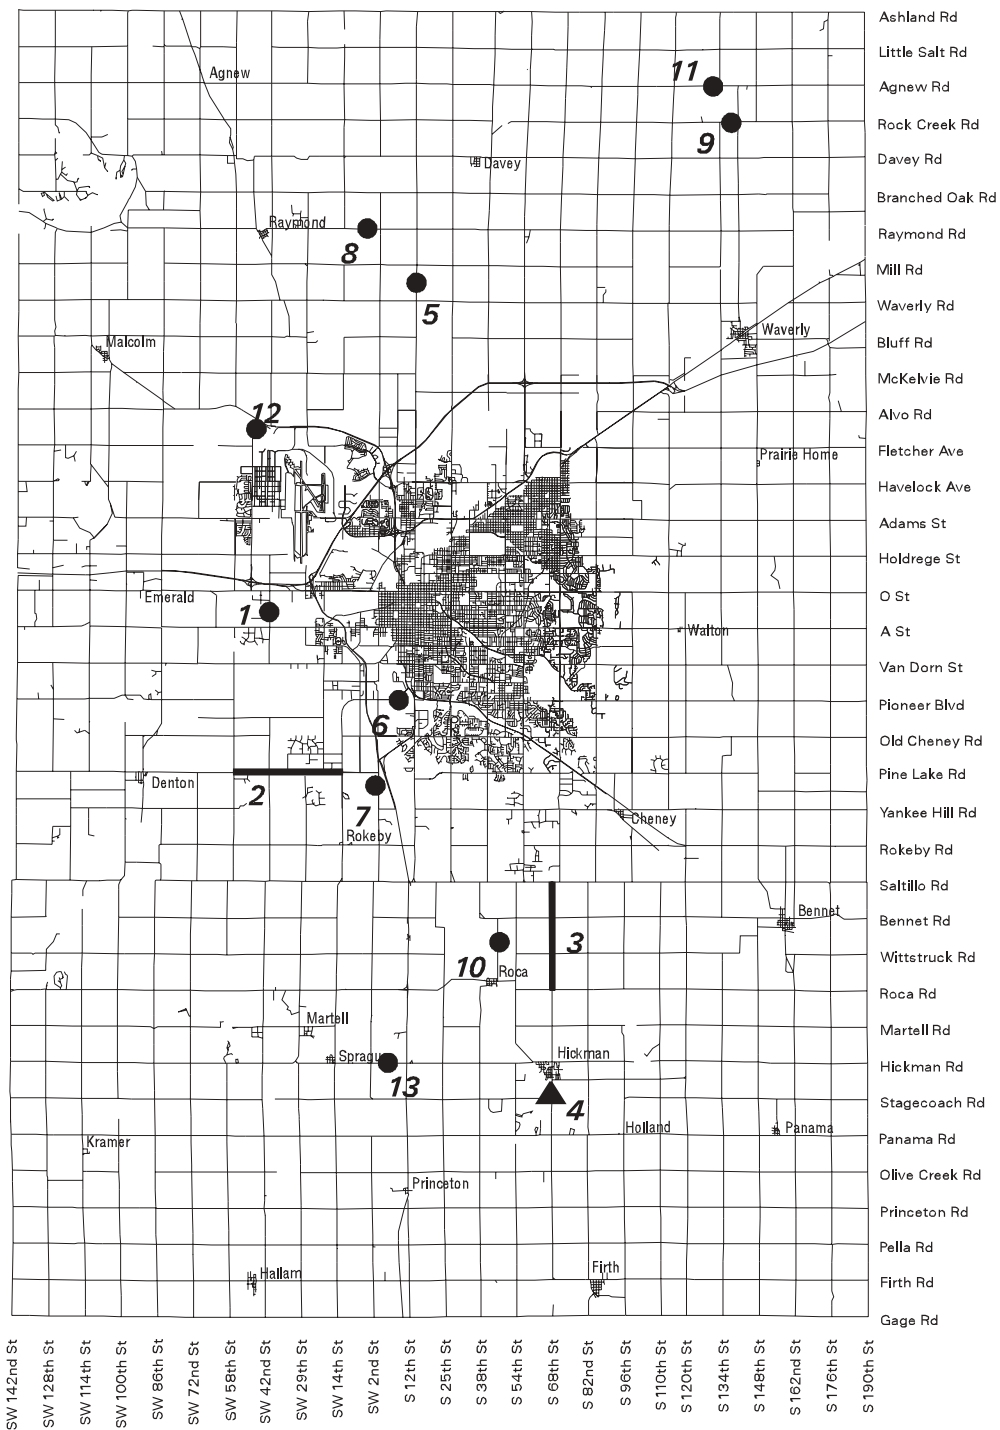 Ashland Rd
Little Salt Rd
Agnew
11
Agnew Rd
9
Rock Creek Rd
Davey
Davey Rd
Branched Oak Rd
Raymond
8
Raymond Rd
Mill Rd
5
Waverly Rd
Waverly
Malcolm
Bluff Rd
McKelvie Rd
12
Alvo Rd
Prairie Home
Fletcher Ave
Havelock Ave
Adams St
Holdrege St
Emerald
O St
1
Walton
A St
Van Dorn St
6
Pioneer Blvd
Old Cheney Rd
Denton
2
Pine Lake Rd
7
Cheney
Yankee Hill Rd
Rokeby
Rokeby Rd
Saltillo Rd
Bennet
Bennet Rd
3
10
Roca
Wittstruck Rd
Roca Rd
Martell
Martell Rd
Spragu
Hickman
Hickman Rd
13
4
Stagecoach Rd
Kramer
Holland
Panama
Panama Rd
Princeton
Olive Creek Rd
Princeton Rd
Pella Rd
Hallam
Firth
Firth Rd
Gage Rd
SW 142nd St
SW 128th St
SW 114th St
SW 100th St
SW 86th St
SW 72nd St
SW 58th St
SW 42nd St
SW 29th St
SW 14th St
SW 2nd St
S 12th St
S 25th St
S 38th St
S 54th St
S 68th St
S 82nd St
S 96th St
S 110th St
S 120th St
S 134th St
S 148th St
S 162nd St
S 176th St
S 190th St